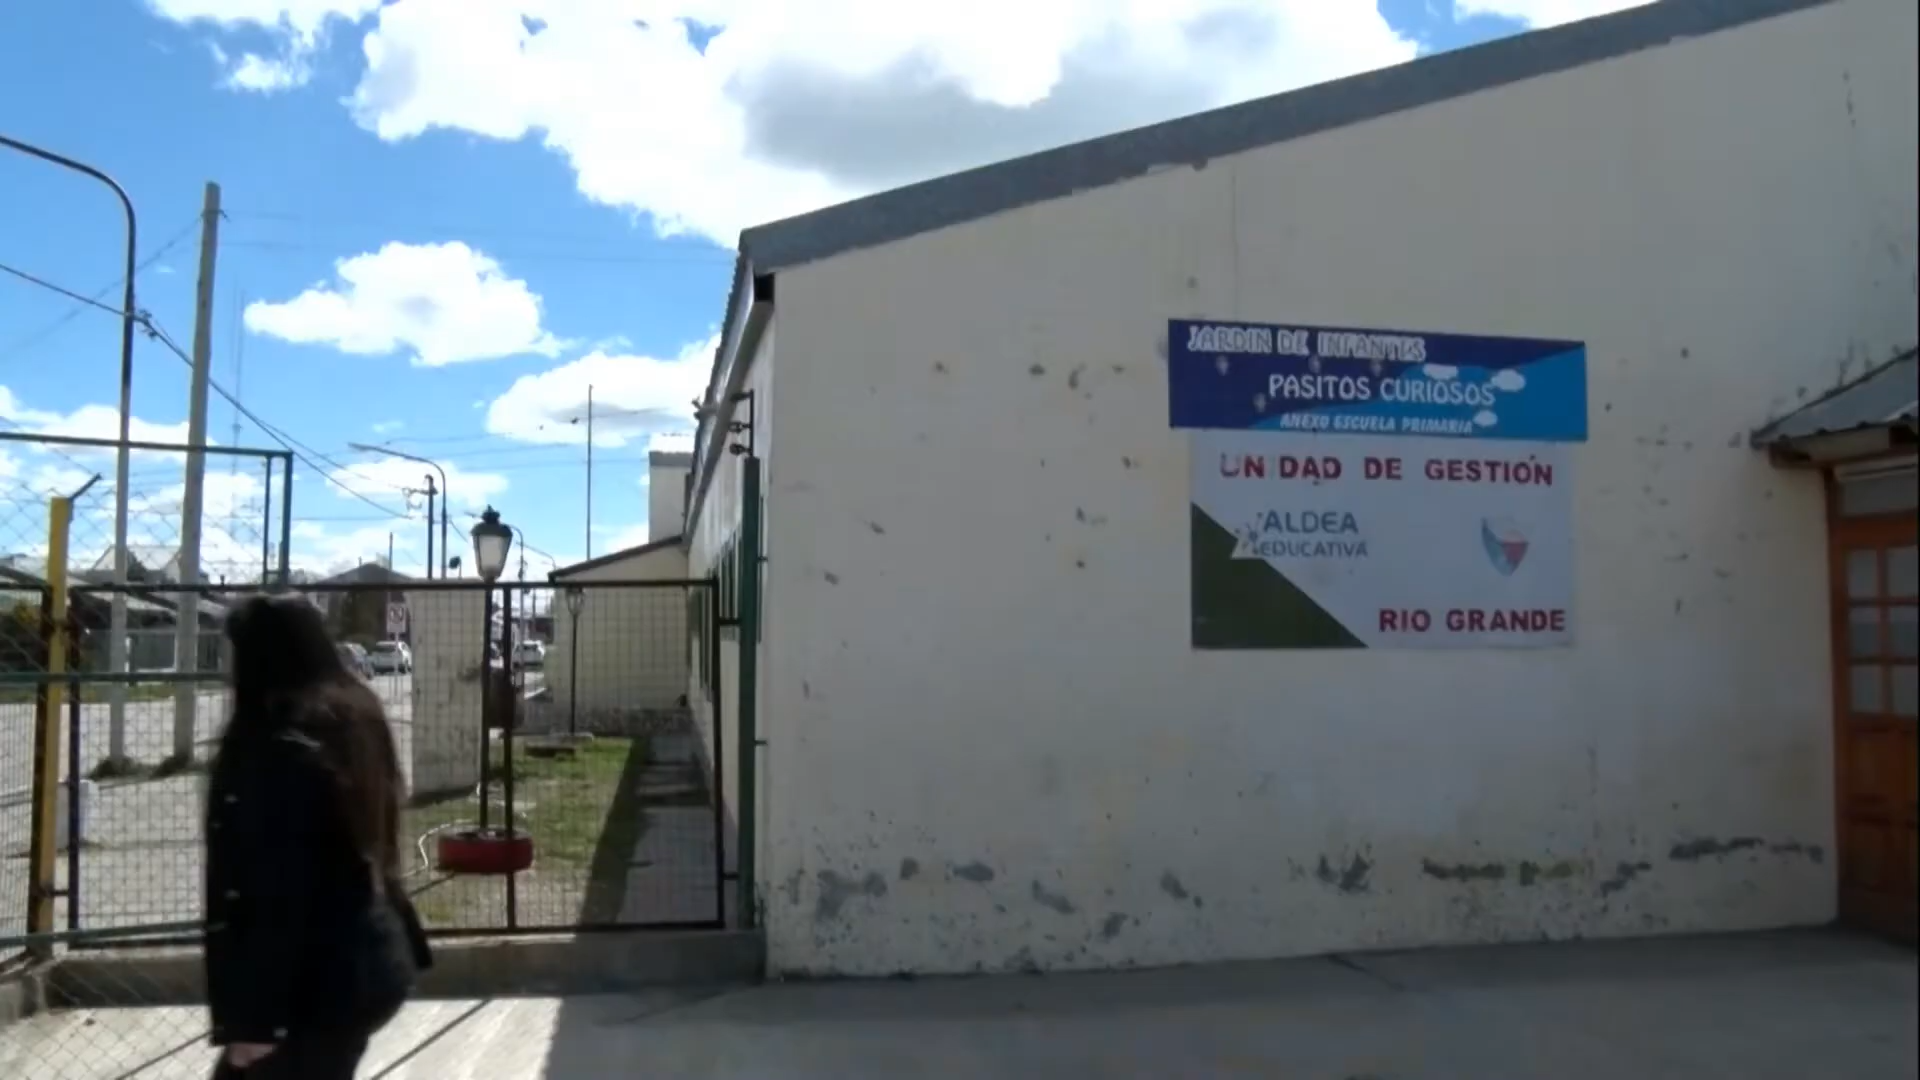 JARDIN DE INFANTES
PASITOS CURIOSOS
ANEXO ESCUELA PRIMARIA
UN DAD DE GESTIÓN
ALDEA
EDUCATIVA
RIO GRANDE